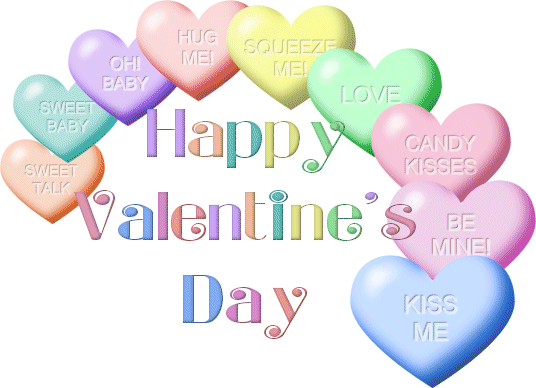 SWEET
TALK
SWEET
BABY
OH!
BABY
HUG
ME!
SQUEEZE
ME!
LOVE
CANDY
KISSES
BE
MINE!
KISS
ME
Happy
Valentine's
Day